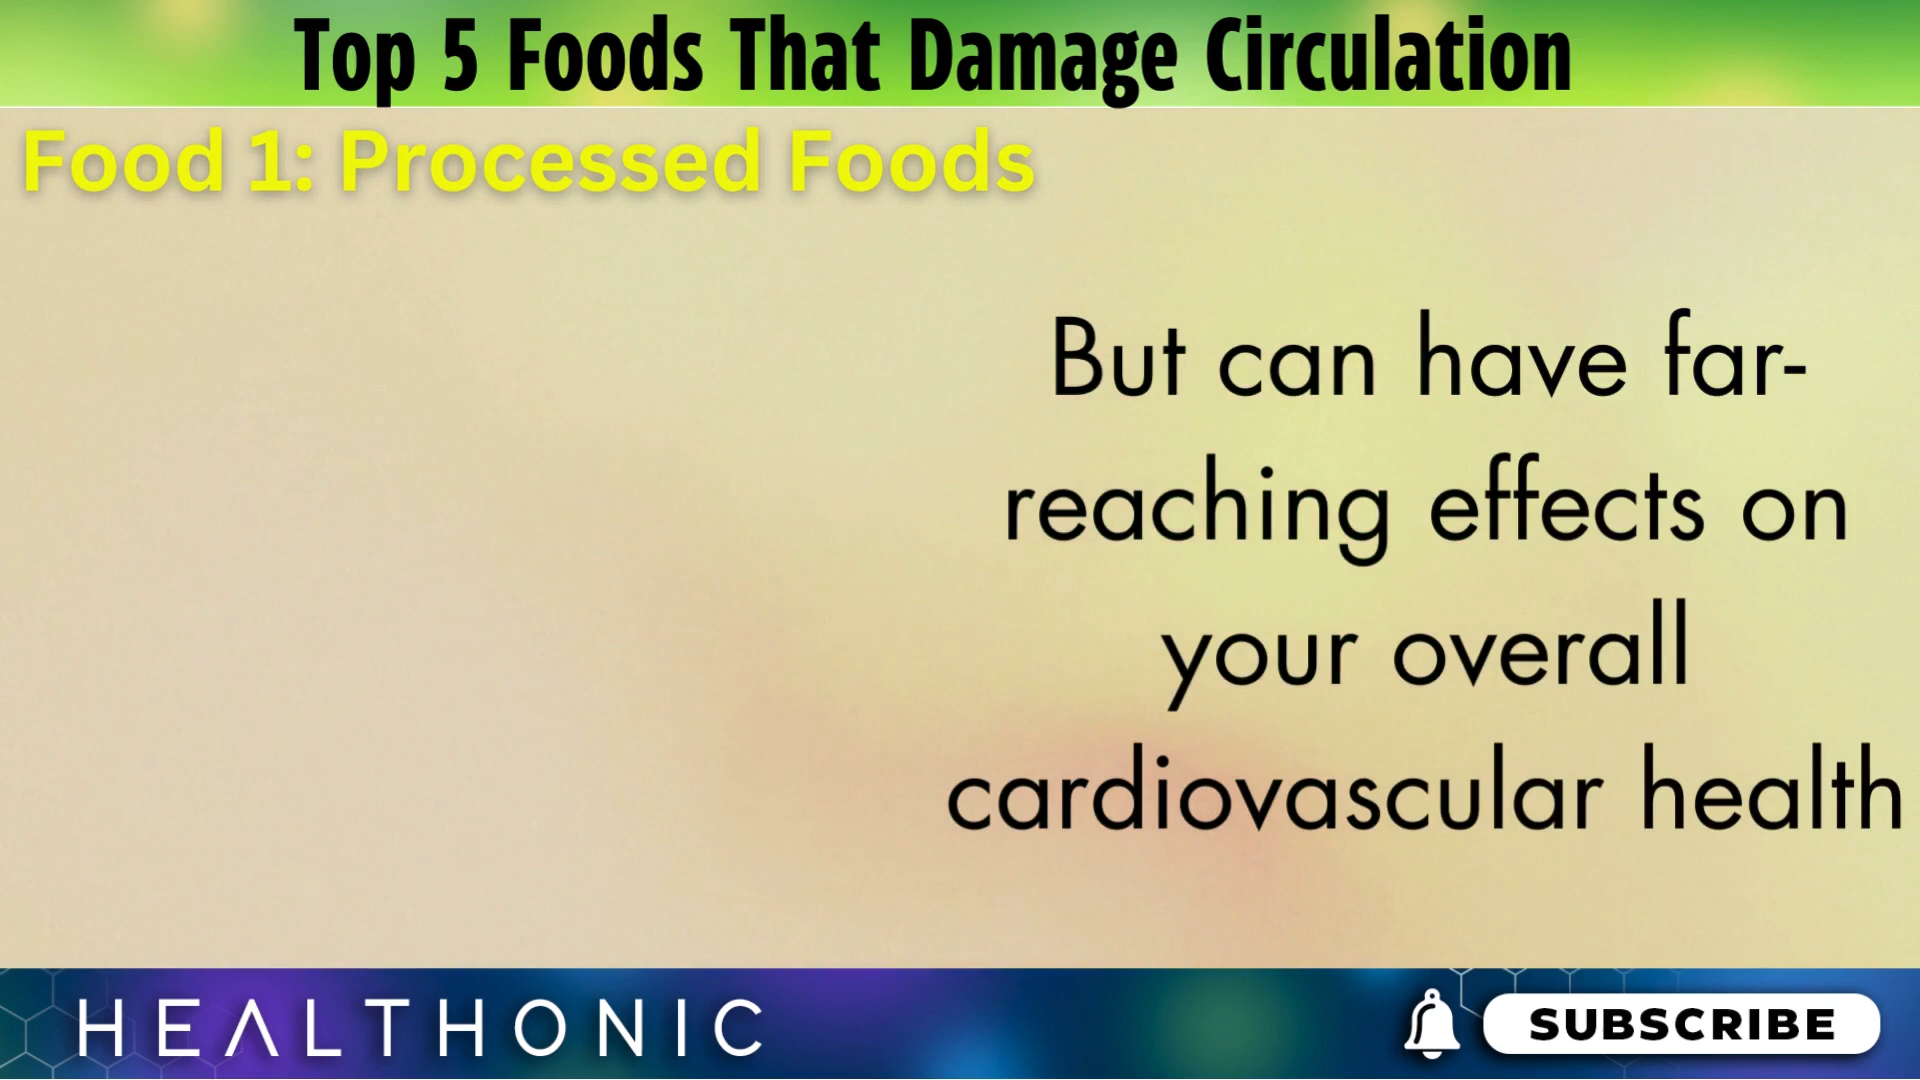 Top 5 Foods That Damage Circulation
Food 1: Processed Foods
But can have far-
reaching effects on
your overall
cardiovascular health
HEALTHONIC
SUBSCRIBE